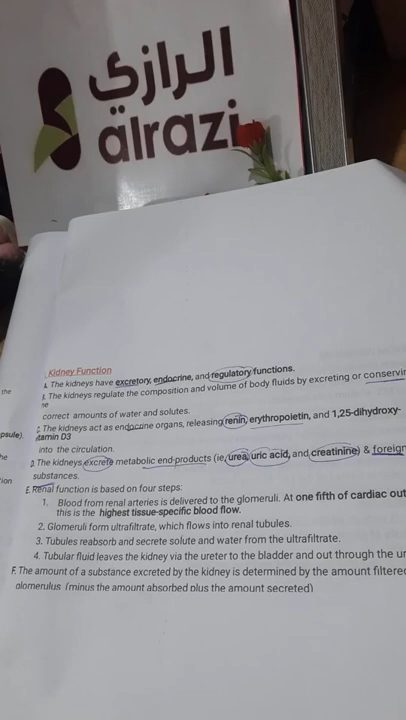 الرازي
alrazi
Kidney Function
A. The kidneys have excretory, endocrine, and regulatory functions.
B. The kidneys regulate the composition and volume of body fluids by excreting or conservin
he
correct amounts of water and solutes.
C. The kidneys act as endocrine organs, releasing renin, erythropoietin, and 1,25-dihydroxy-
vitamin D3
into the circulation.
D. The kidneys excrete metabolic end-products (ie, urea, uric acid, and creatinine) & foreign
substances.
E. Renal function is based on four steps:
1. Blood from renal arteries is delivered to the glomeruli. At one fifth of cardiac out
this is the highest tissue-specific blood flow.
2. Glomeruli form ultrafiltrate, which flows into renal tubules.
3. Tubules reabsorb and secrete solute and water from the ultrafiltrate.
4. Tubular fluid leaves the kidney via the ureter to the bladder and out through the ur
F. The amount of a substance excreted by the kidney is determined by the amount filtere
glomerulus (minus the amount absorbed plus the amount secreted)
the
psule).
he
tion